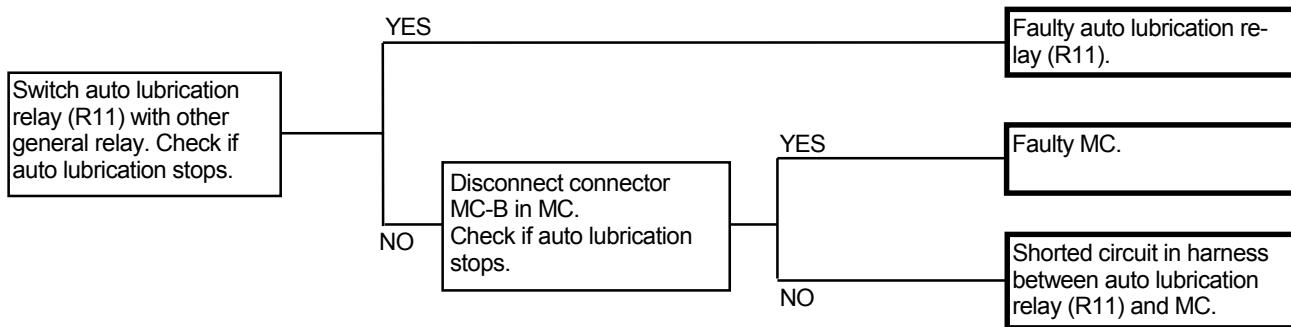 YES
Faulty auto lubrication re-
lay (R11).
Switch auto lubrication
relay (R11) with other
general relay. Check if
auto lubrication stops.
YES
Faulty MC.
Disconnect connector
MC-B in MC.
Check if auto lubrication
stops.
NO
Shorted circuit in harness
between auto lubrication
relay (R11) and MC.
NO